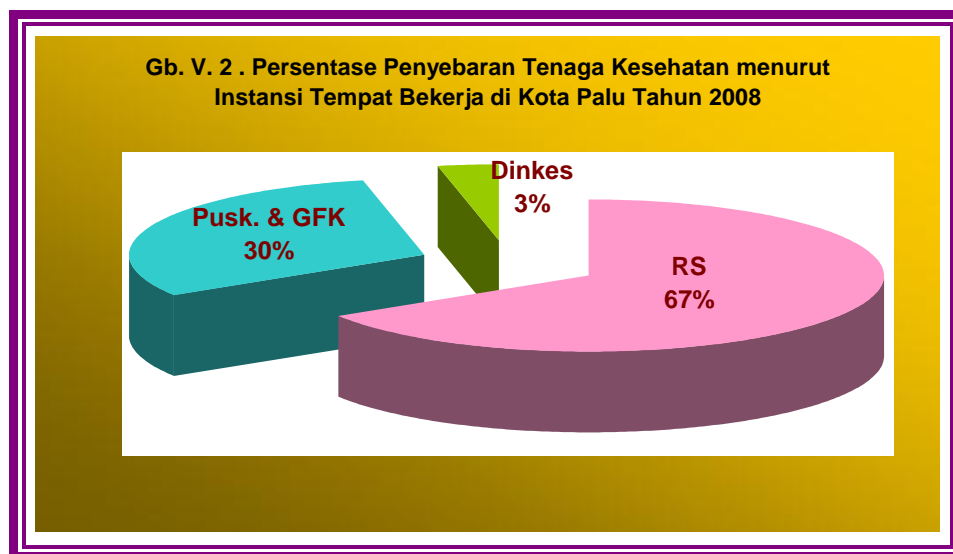 Gb. V. 2 . Persentase Penyebaran Tenaga Kesehatan menurut
Instansi Tempat Bekerja di Kota Palu Tahun 2008
Dinkes
3%
Pusk. & GFK
30%
RS
67%